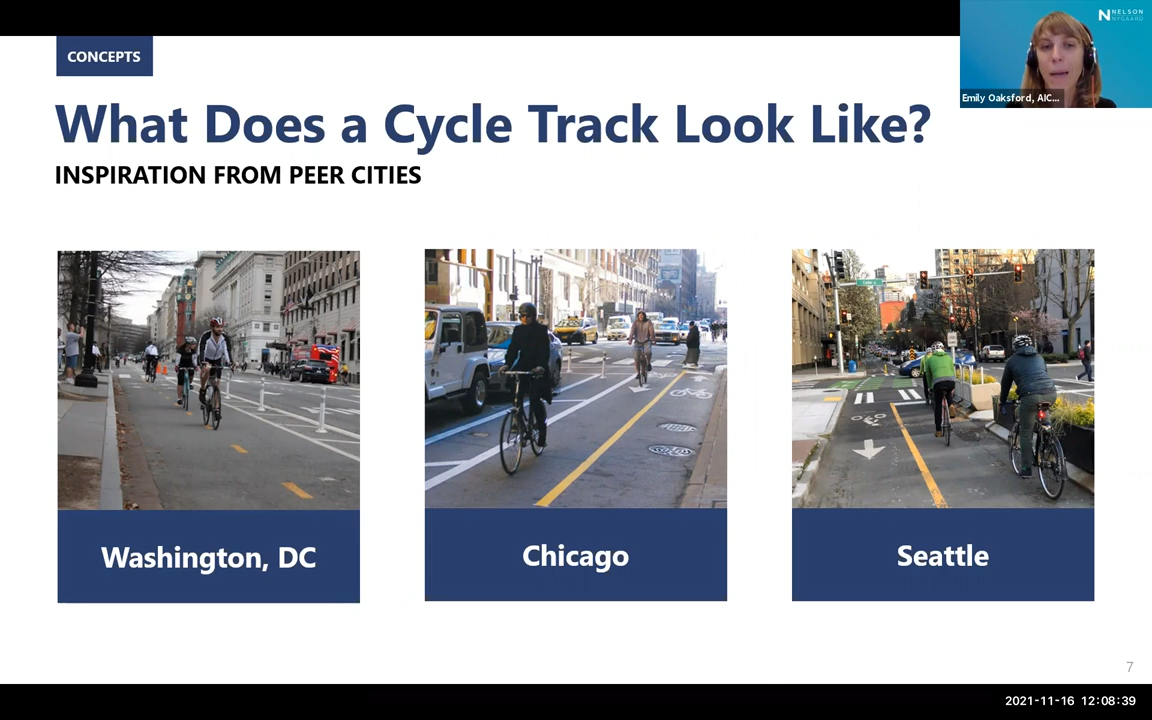 NELSON
NYGAARD
Emily Oaksford, AIC...
CONCEPTS
What Does a Cycle Track Look Like?
INSPIRATION FROM PEER CITIES
Washington, DC
Chicago
Seattle
7
2021-11-16 12:08:39